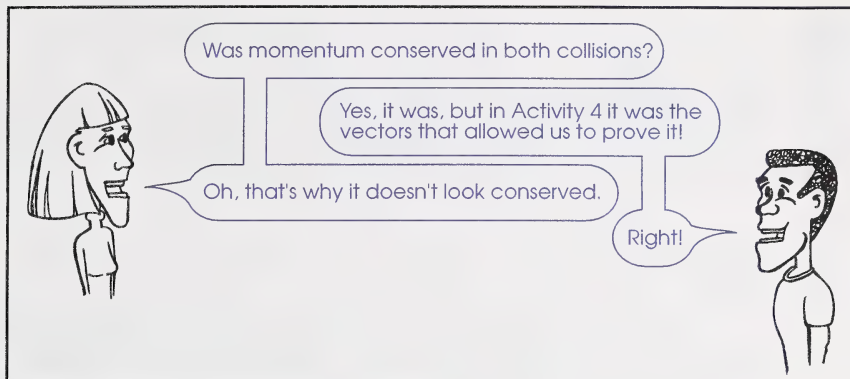 Was momentum conserved in both collisions?
Yes, it was, but in Activity 4 it was the
vectors that allowed us to prove it!
Oh, that's why it doesn't look conserved.
Right!